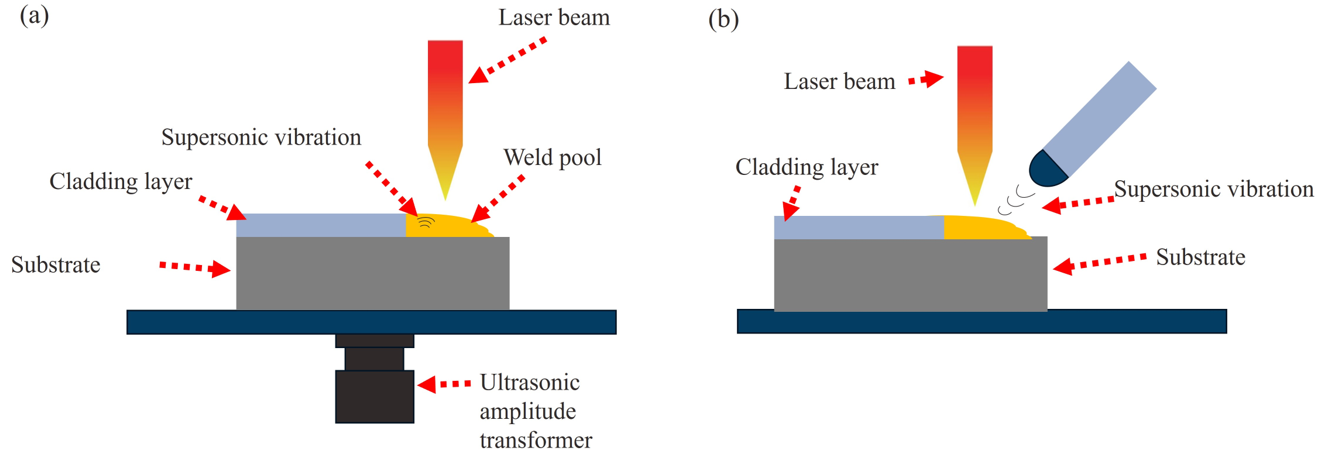 (a)
Laser beam
Supersonic vibration
Weld pool
Cladding layer
Substrate
Ultrasonic
amplitude
transformer
(b)
Laser beam
Cladding layer
Supersonic vibration
Substrate